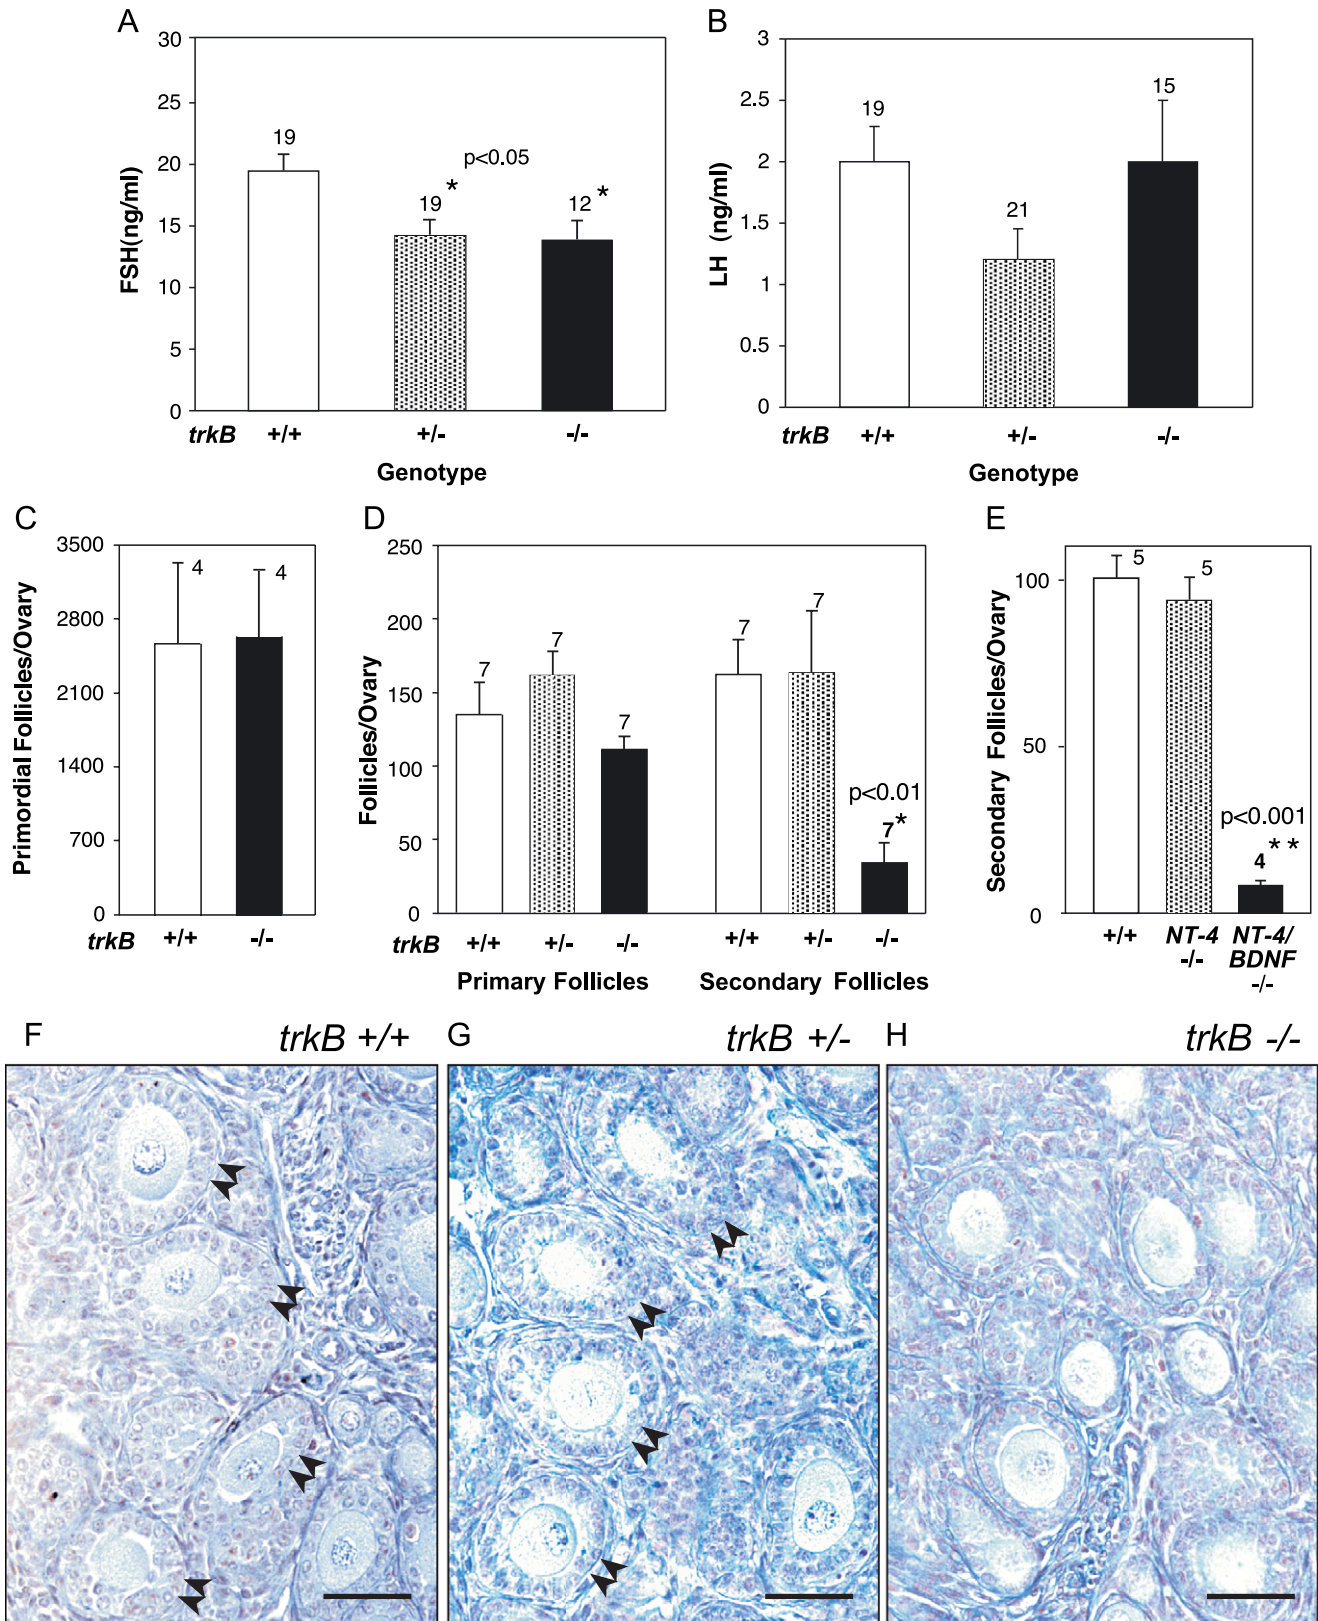 A
30
25
20
15
10
5
0
FSH(ng/ml)
19
19 *
p<0.05
12 *
trkB +/+ +/- -/-
Genotype
B
3
2.5
2
1.5
1
0.5
0
LH (ng/ml)
19
21
15
trkB +/+ +/- -/-
Genotype
C
3500
2800
2100
1400
700
0
Primordial Follicles/Ovary
4
4
trkB +/+ -/-
D
250
200
150
100
50
0
Follicles/Ovary
7
7
7
7
7
p<0.01
7 *
trkB +/+ +/- -/- +/+ +/- -/-
Primary Follicles Secondary Follicles
E
100
50
0
Secondary Follicles/Ovary
5
5
p<0.001
4 * *
+/+ NT-4 NT-4/
-/- BDNF
-/-
F trkB +/+
G trkB +/-
H trkB -/-